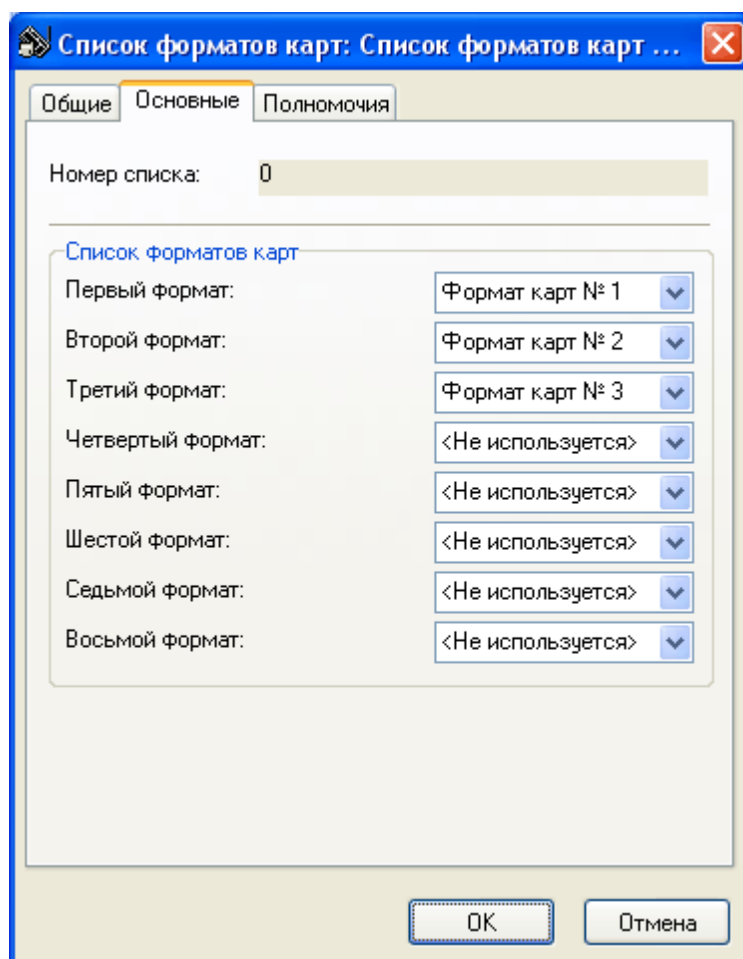 Список форматов карт: Список форматов карт ...
Общие Основные Полномочия
Номер списка: 0
Список форматов карт
Первый формат: Формат карт № 1
Второй формат: Формат карт № 2
Третий формат: Формат карт № 3
Четвертый формат: <Не используется>
Пятый формат: <Не используется>
Шестой формат: <Не используется>
Седьмой формат: <Не используется>
Восьмой формат: <Не используется>
OK Отмена